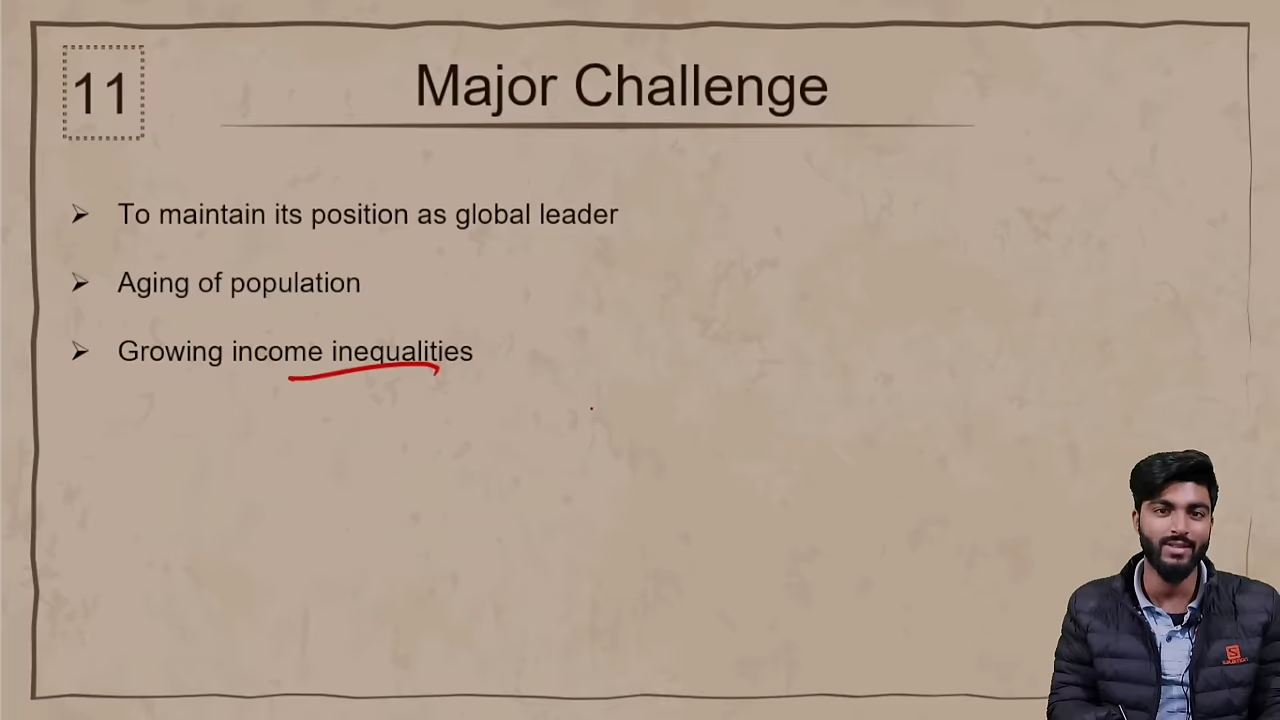 11
Major Challenge
To maintain its position as global leader
Aging of population
Growing income inequalities